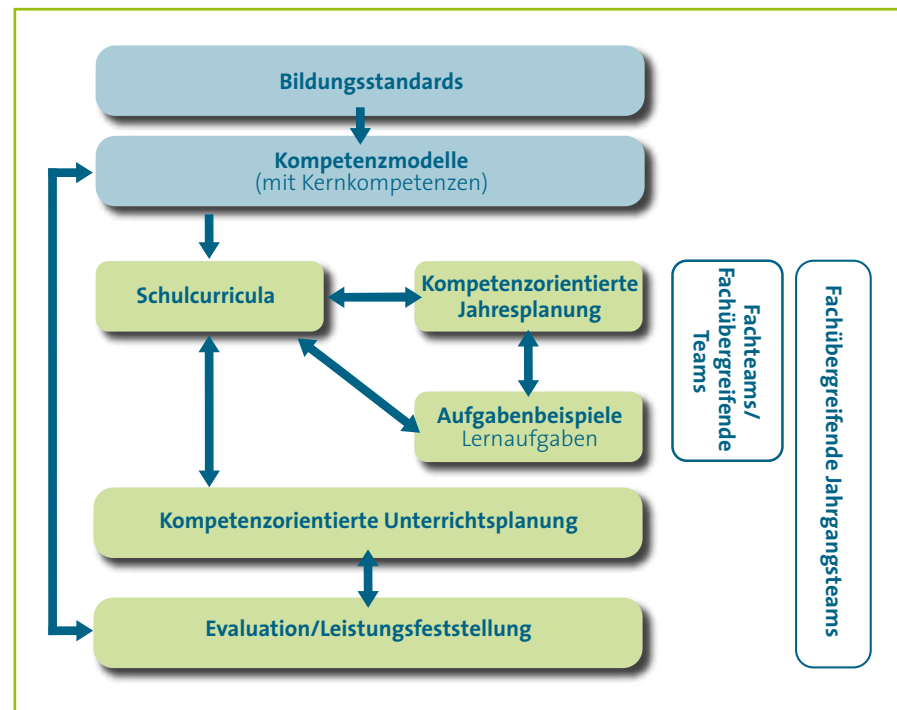 Bildungsstandards
Kompetenzmodelle
(mit Kernkompetenzen)
Schulcurricula
Kompetenzorientierte
Jahresplanung
Aufgabenbeispiele
Lernaufgaben
Kompetenzorientierte Unterrichtsplanung
Evaluation/Leistungsfeststellung
Fachteams/
Fachübergreifende
Teams
Fachübergreifende Jahrgangsteams